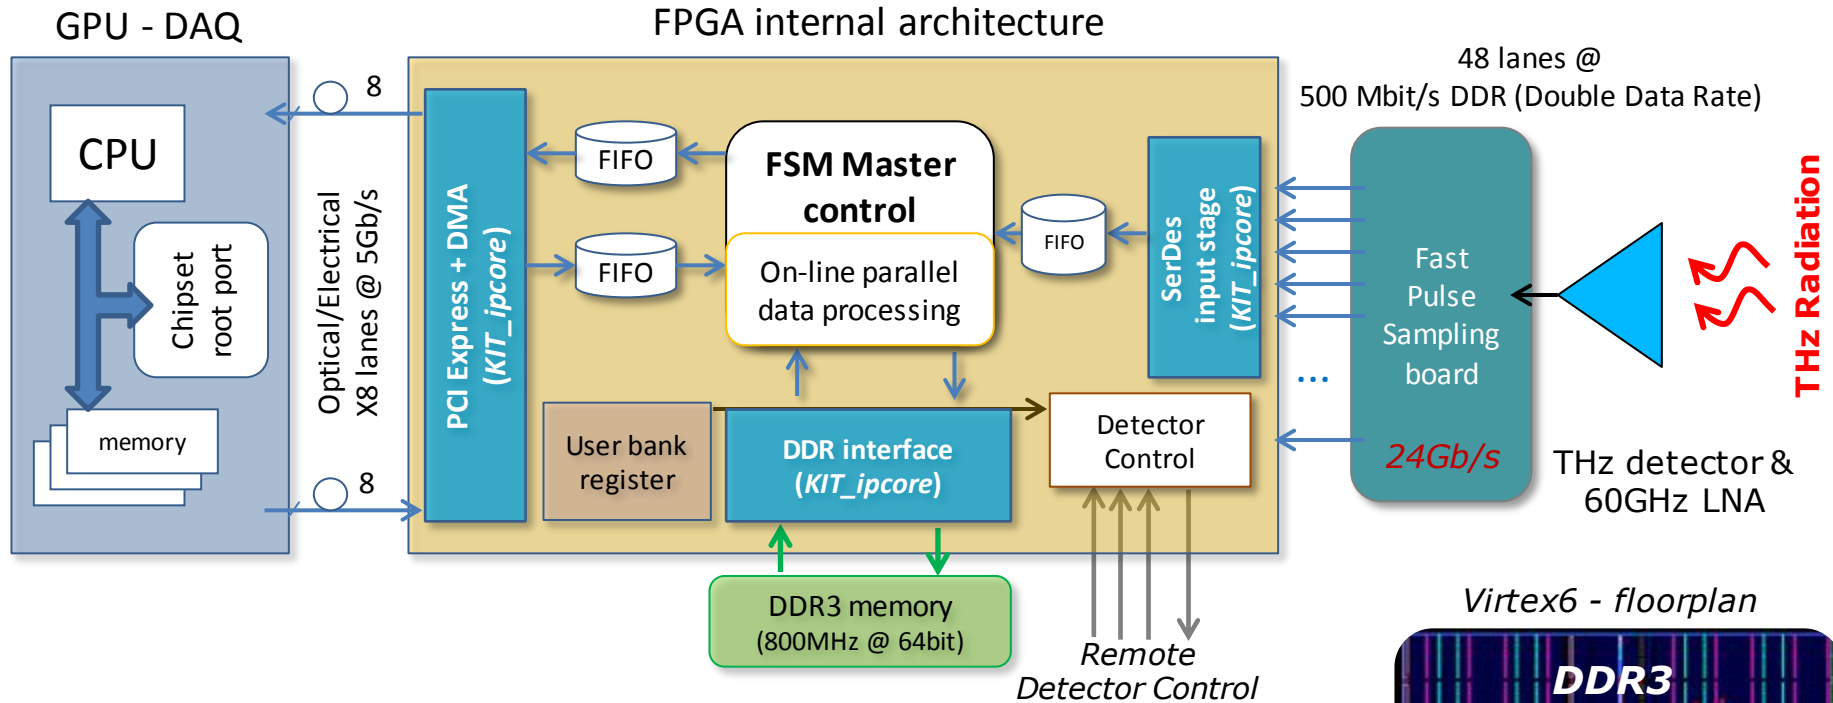 GPU - DAQ
FPGA internal architecture
CPU
Chipset
root port
memory
8
Optical/Electrical
X8 lanes @ 5Gb/s
8
PCI Express + DMA
(KIT_ipcore)
FIFO
FIFO
FSM Master
control
On-line parallel
data processing
FIFO
SerDes
input stage
(KIT_ipcore)
User bank
register
DDR interface
(KIT_ipcore)
Detector
Control
DDR3 memory
(800MHz @ 64bit)
Remote
Detector Control
48 lanes @
500 Mbit/s DDR (Double Data Rate)
...
Fast
Pulse
Sampling
board
24Gb/s
THz Radiation
THz detector &
60GHz LNA
Virtex6 - floorplan
DDR3